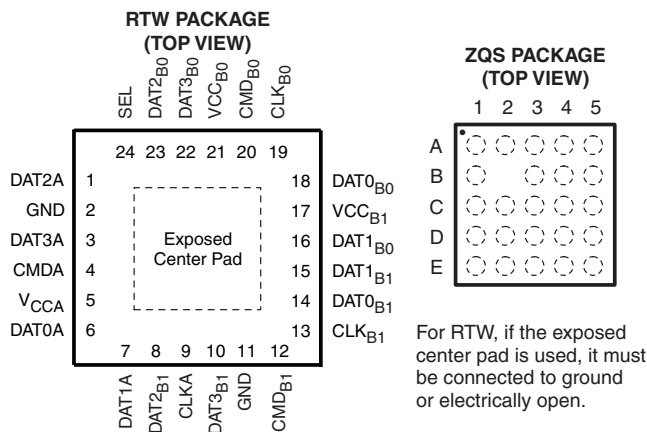 RTW PACKAGE
(TOP VIEW)
SEL
DAT2B0
DAT3B0
VCCB0
CMDB0
CLKB0
24 23 22 21 20 19
DAT2A 1
GND 2
DAT3A 3
CMDA 4
VCCA 5
DAT0A 6
Exposed
Center Pad
18 DAT0B0
17 VCCB1
16 DAT1B0
15 DAT1B1
14 DAT0B1
13 CLKB1
7 8 9 10 11 12
DAT1A
DAT2B1
CLKA
DAT3B1
GND
CMDB1
ZQS PACKAGE
(TOP VIEW)
1 2 3 4 5
A
B
C
D
E
For RTW, if the exposed
center pad is used, it must
be connected to ground
or electrically open.